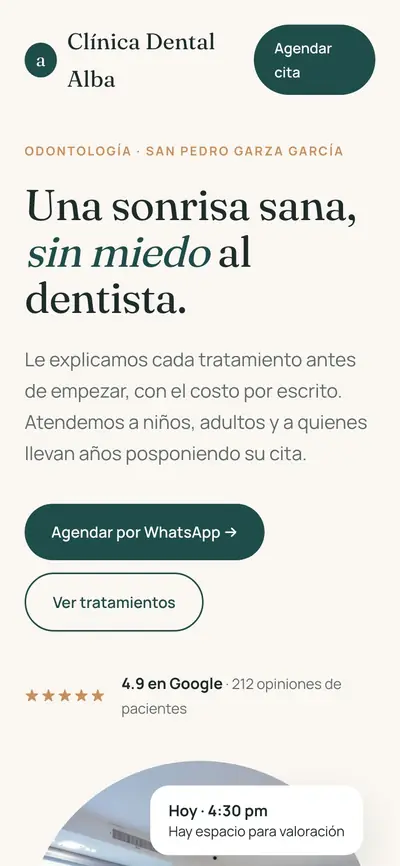 a
Clínica Dental
Alba
Agendar
cita
ODONTOLOGÍA · SAN PEDRO GARZA GARCÍA
Una sonrisa sana,
sin miedo al
dentista.
Le explicamos cada tratamiento antes
de empezar, con el costo por escrito.
Atendemos a niños, adultos y a quienes
llevan años posponiendo su cita.
Agendar por WhatsApp →
Ver tratamientos
★★★★★
4.9 en Google · 212 opiniones de
pacientes
Hoy · 4:30 pm
Hay espacio para valoración